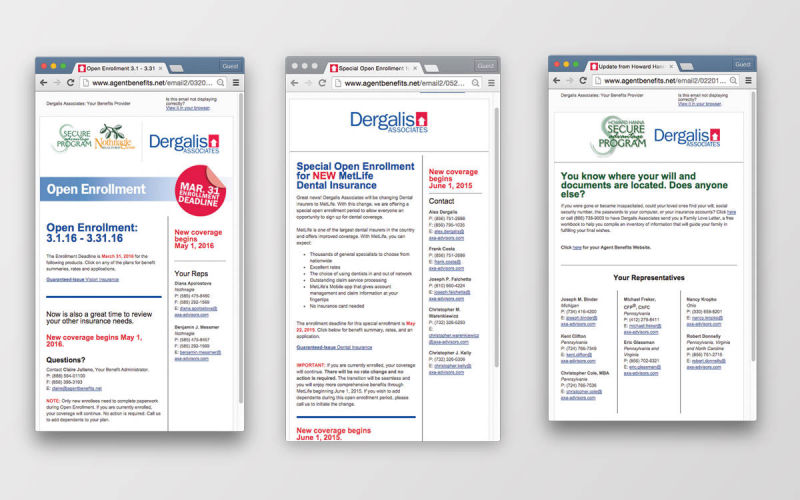 Open Enrollment 3.1 - 3.31
Guest
www.agentbenefits.net/email2/0320...
Dergalis Associates: Your Benefits Provider
Is this email not displaying
correctly?
View it in your browser.
SECURE
advantage
PROGRAM
Nothnagle
REALTORS
Dergalis
ASSOCIATES
Open Enrollment
MAR. 31
ENROLLMENT
DEADLINE
Open Enrollment:
3.1.16 - 3.31.16
The Enrollment Deadline is March 31, 2016 for the
following products. Click on any of the plans for benefit
summaries, rates and applications.
Guaranteed-Issue Vision Insurance
Now is also a great time to review
your other insurance needs.
New coverage begins May 1,
2016.
Questions?
Contact Claire Juliano, Your Benefit Administrator.
P: (888) 994-01100
F: (856) 396-3193
E: claire@agentbenefits.net
NOTE: Only new enrollees need to complete paperwork
during Open Enrollment. If you are currently enrolled,
your coverage will continue. No action is required. Call us
to add dependants to your plan.
New coverage
begins
May 1, 2016
Your Reps
Diana Apostolova
Nothnagle
P: (585) 475-8460
F: (585) 292-1569
E: diana.apostolova@
axa-advisors.com
Benjamin J. Messmer
Nothnagle
P: (585) 475-8457
F: (585) 292-1569
E: benjamin.messmer@
axa-advisors.com
Special Open Enrollment f
Guest
www.agentbenefits.net/email2/052...
Dergalis
ASSOCIATES
Special Open Enrollment
for NEW MetLife
Dental Insurance
Great news! Dergalis Associates will be changing Dental
insurers to MetLife. With this change, we are offering a
special open enrollment period to allow everyone an
opportunity to sign up for dental coverage.
MetLife is one of the largest dental insurers in the country
and offers improved coverage. With MetLife, you can
expect:
• Thousands of general specialists to choose from
nationwide
• Excellent rates
• The choice of using dentists in and out of network
• Outstanding claim service processing
• MetLife's Mobile app that gives account
management and claim information at your
fingertips
• No insurance card needed
The enrollment deadline for this special enrollment is May
22, 2015. Click below for benefit summary, rates, and an
application.
Guaranteed-Issue Dental Insurance
IMPORTANT: If you are currently enrolled, your coverage
will continue. There will be no rate change and no
action is required. The transition will be seamless and
you will enjoy more comprehensive benefits through
MetLife beginning June 1, 2015. If you wish to add
dependants during this open enrollment period, please
call us to initiate the change.
New coverage begins
June 1, 2015.
New coverage
begins
June 1, 2015
Contact
Alex Dergalis
P: (856) 751-2886
F: (856) 795-1035
E: alex.dergalis@
axa-advisors.com
Frank Costa
P: (856) 751-2886
E: frank.costa@
axa-advisors.com
Joseph P. Falchetta
P: (610) 660-4224
E: joseph.falchetta@
axa-advisors.com
Christopher M.
Warenkiewicz
P: (732) 326-5293
E:
christopher.warenkiewicz
@axa-advisors.com
Christopher J. Kelly
P: (732) 326-5306
E:
christopher.kelly@
axa-advisors.com
Update from Howard Hann
Guest
www.agentbenefits.net/email2/02201...
Dergalis Associates: Your Benefits Provider
Is this email not displaying
correctly?
View it in your browser.
HOWARD HANNA
SECURE
advantage
PROGRAM
Dergalis
ASSOCIATES
You know where your will and
documents are located. Does anyone
else?
If you were gone or became incapacitated, could your loved ones find your will, social
security number, the passwords to your computer, or your insurance accounts? Click here
or call (866) 738-9003 to have Dergalis Associates send you a Family Love Letter, a free
workbook to help you compile an inventory of information that will guide your family in
fulfilling your final wishes.
Click here for your Agent Benefits Website.
Your Representatives
Joseph M. Binder
Michigan
P: (734) 416-4200
E: joseph.binder@
axa-advisors.com
Kent Clifton
Pennsylvania
P: (724) 766-7349
E: kent.clifton@
axa-advisors.com
Christopher Cole, MBA
Pennsylvania
P: (724) 766-7536
E: christopher.cole@
axa-advisors.com
Michael Freker,
CFP®, ChFC
Pennsylvania
P: (412) 279-8411
E: michael.freker@
axa-advisors.com
Eric Glassman
Pennsylvania and
Virginia
P: (856) 702-6321
E: eric.glassman@
axa-advisors.com
Nancy Kropko
Ohio
P: (330) 659-8201
E: nancy.kropko@
axa-advisors.com
Robert Donnelly
Pennsylvania, Virginia
and North Carolina
P: (856) 761-2715
E: robert.donnelly@
axa-advisors.com